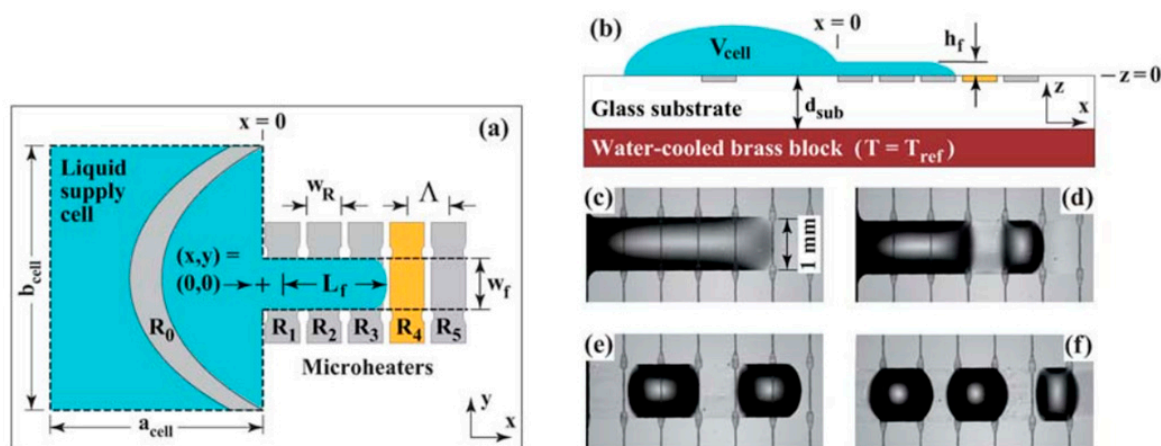 (a)
x = 0
Liquid
supply
cell
b_cell
a_cell
R_0
(x,y) =
(0,0)
w_R
Λ
L_f
w_f
R_1 R_2 R_3 R_4 R_5
Microheaters
y
x
(b)
x = 0
V_cell
h_f
z=0
Glass substrate
d_sub
z
x
Water-cooled brass block (T = T_ref)
(c)
1 mm
(d)
(e)
(f)